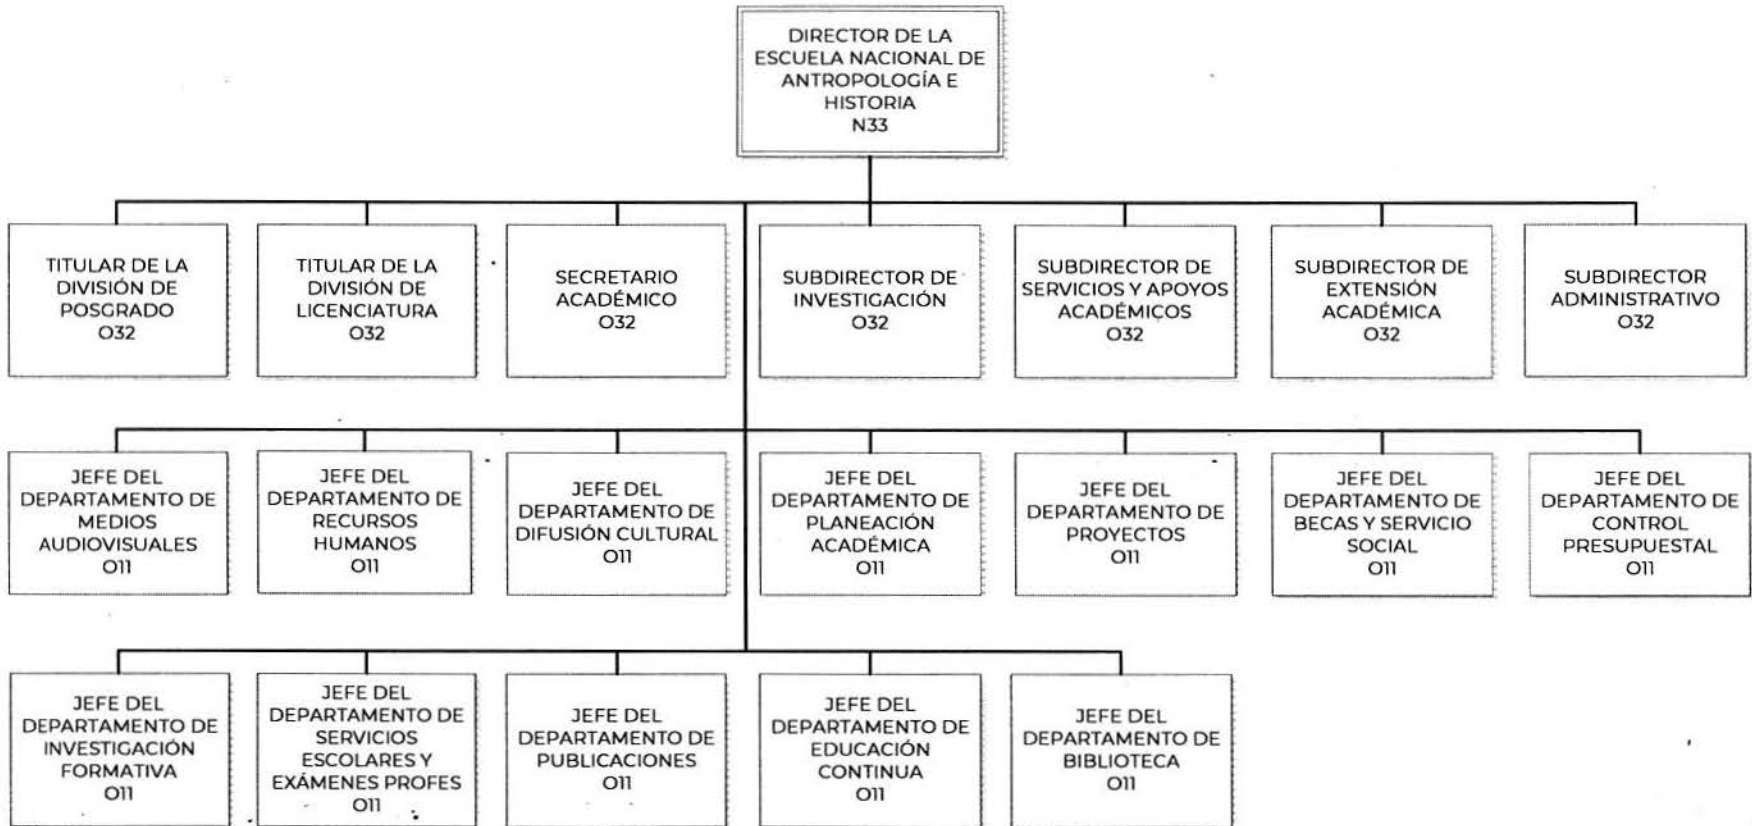 DIRECTOR DE LA
ESCUELA NACIONAL DE
ANTROPOLOGÍA E
HISTORIA
N33
TITULAR DE LA
DIVISIÓN DE
POSGRADO
O32
TITULAR DE LA
DIVISIÓN DE
LICENCIATURA
O32
SECRETARIO
ACADÉMICO
O32
SUBDIRECTOR DE
INVESTIGACIÓN
O32
SUBDIRECTOR DE
SERVICIOS Y APOYOS
ACADÉMICOS
O32
SUBDIRECTOR DE
EXTENSIÓN
ACADÉMICA
O32
SUBDIRECTOR
ADMINISTRATIVO
O32
JEFE DEL
DEPARTAMENTO DE
MEDIOS
AUDIOVISUALES
O11
JEFE DEL
DEPARTAMENTO DE
RECURSOS
HUMANOS
O11
JEFE DEL
DEPARTAMENTO DE
DIFUSIÓN CULTURAL
O11
JEFE DEL
DEPARTAMENTO DE
PLANEACIÓN
ACADÉMICA
O11
JEFE DEL
DEPARTAMENTO DE
PROYECTOS
O11
JEFE DEL
DEPARTAMENTO DE
BECAS Y SERVICIO
SOCIAL
O11
JEFE DEL
DEPARTAMENTO DE
CONTROL
PRESUPUESTAL
O11
JEFE DEL
DEPARTAMENTO DE
INVESTIGACIÓN
FORMATIVA
O11
JEFE DEL
DEPARTAMENTO DE
SERVICIOS
ESCOLARES Y
EXÁMENES PROFES
O11
JEFE DEL
DEPARTAMENTO DE
PUBLICACIONES
O11
JEFE DEL
DEPARTAMENTO DE
EDUCACIÓN
CONTINUA
O11
JEFE DEL
DEPARTAMENTO DE
BIBLIOTECA
O11